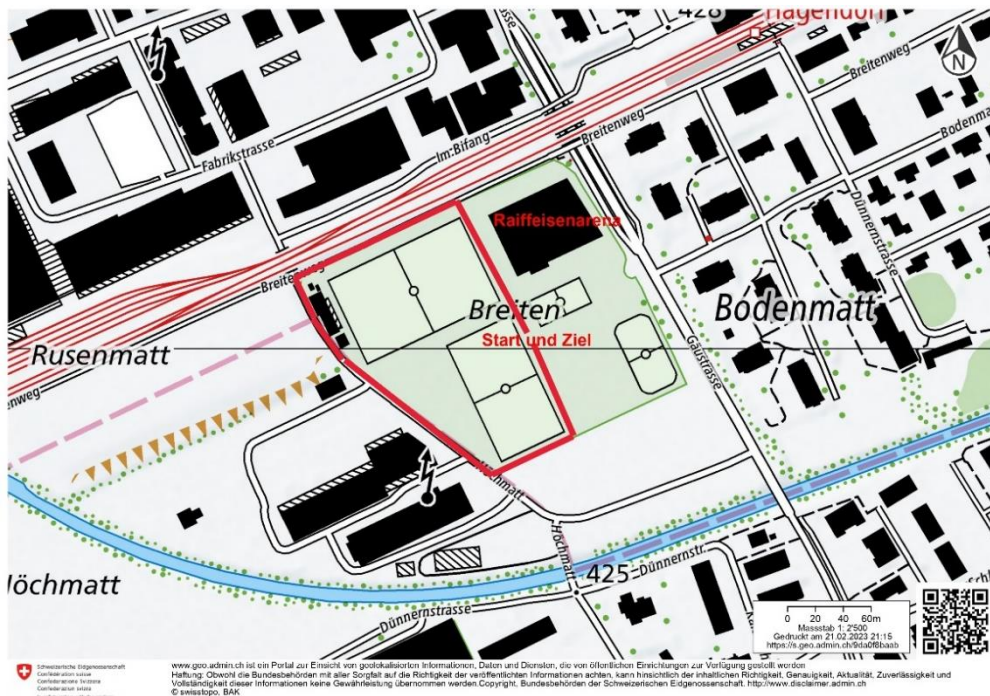 428
Hägendorf
Breitenweg
Fabrikstrasse
Im Bifang
Breitenweg
Bodenma
Dünnernstrasse
Raiffeisenarena
Breitenweg
Breiten
Bodenmatt
Start und Ziel
Gäustrasse
Rusenmatt
enweg
Höchmatt
Höchmatt
425
Dünnernstr.
Höchmatt
Dünnernstrasse
0 20 40 60m
Massstab 1: 2'500
Gedruckt am 21.02.2023 21:15
https://s.geo.admin.ch/9da0f8baab
Schweizerische Eidgenossenschaft
Confédération suisse
Confederazione Svizzera
Confederaziun svizra
www.geo.admin.ch ist ein Portal zur Einsicht von geolokalisierten Informationen, Daten und Diensten, die von öffentlichen Einrichtungen zur Verfügung gestellt werden
Haftung: Obwohl die Bundesbehörden mit aller Sorgfalt auf die Richtigkeit der veröffentlichten Informationen achten, kann hinsichtlich der inhaltlichen Richtigkeit, Genauigkeit, Aktualität, Zuverlässigkeit und
Vollständigkeit dieser Informationen keine Gewährleistung übernommen werden.Copyright, Bundesbehörden der Schweizerischen Eidgenossenschaft. http://www.disclaimer.admin.ch
© swisstopo, BAK